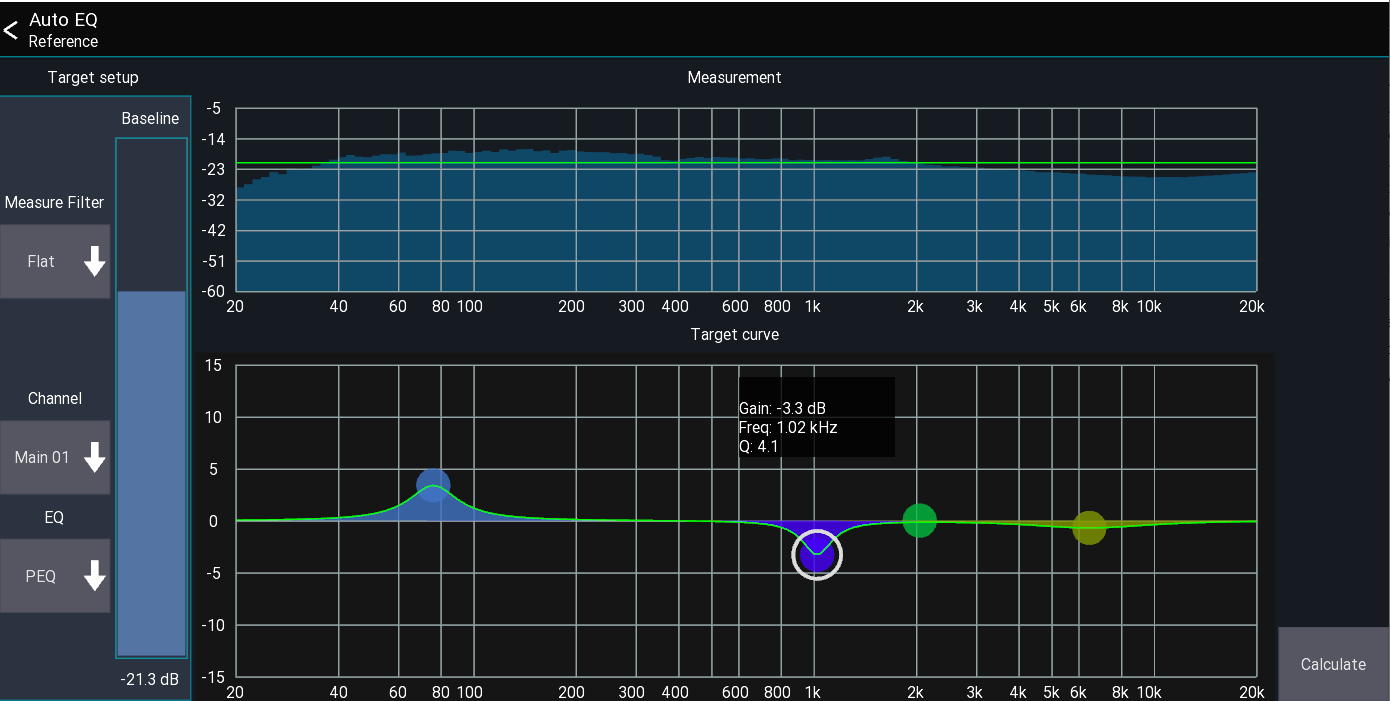 Auto EQ
Reference
Target setup
Baseline
Measure Filter
Flat
Channel
Main 01
EQ
PEQ
-21.3 dB
Measurement
-5
-14
-23
-32
-42
-51
-60
20 40 60 80 100 200 300 400 600 800 1k 2k 3k 4k 5k 6k 8k 10k 20k
Target curve
15
10
5
0
-5
-10
-15
Gain: -3.3 dB
Freq: 1.02 kHz
Q: 4.1
20 40 60 80 100 200 300 400 600 800 1k 2k 3k 4k 5k 6k 8k 10k 20k
Calculate